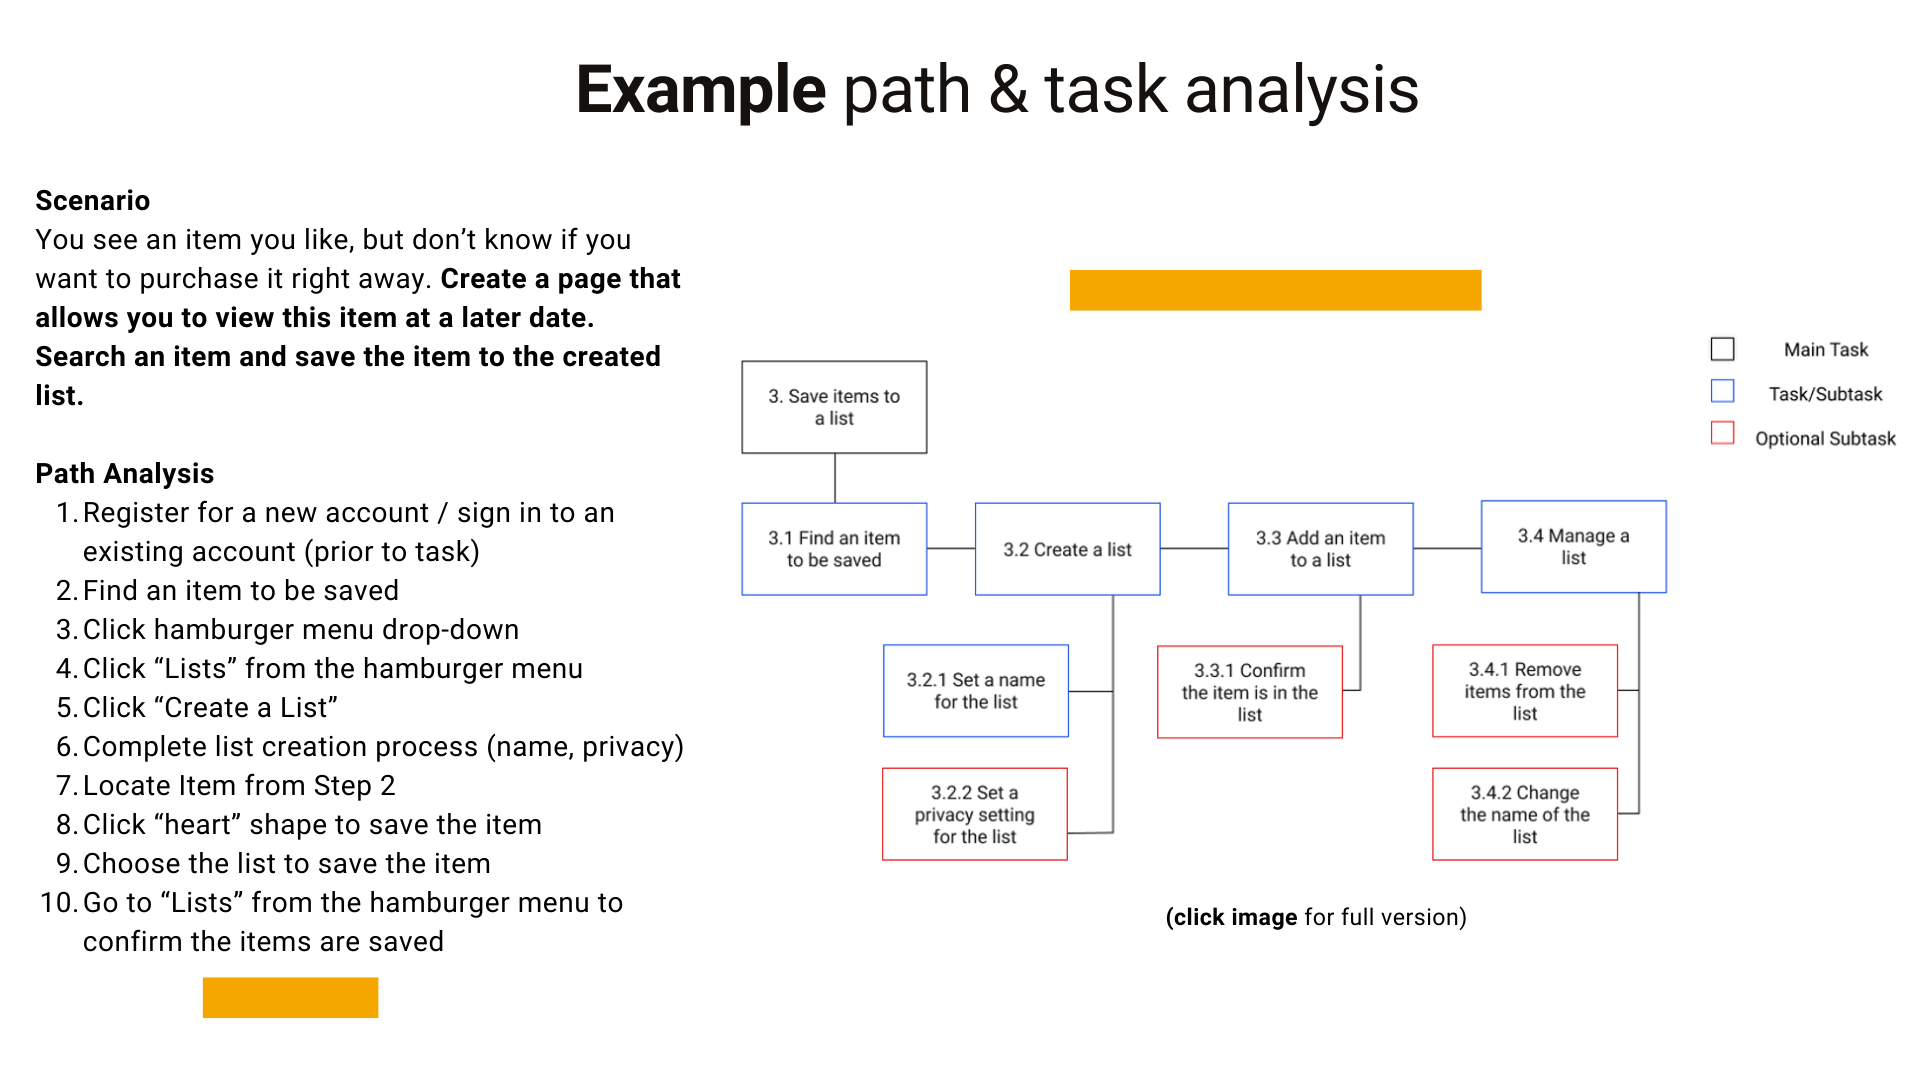 Example path & task analysis
Scenario
You see an item you like, but don’t know if you
want to purchase it right away. Create a page that
allows you to view this item at a later date.
Search an item and save the item to the created
list.
Path Analysis
1. Register for a new account / sign in to an
existing account (prior to task)
2. Find an item to be saved
3. Click hamburger menu drop-down
4. Click “Lists” from the hamburger menu
5. Click “Create a List”
6. Complete list creation process (name, privacy)
7. Locate Item from Step 2
8. Click “heart” shape to save the item
9. Choose the list to save the item
10. Go to “Lists” from the hamburger menu to
confirm the items are saved
Main Task
Task/Subtask
Optional Subtask
3. Save items to
a list
3.1 Find an item
to be saved
3.2 Create a list
3.3 Add an item
to a list
3.4 Manage a
list
3.2.1 Set a name
for the list
3.3.1 Confirm
the item is in the
list
3.4.1 Remove
items from the
list
3.2.2 Set a
privacy setting
for the list
3.4.2 Change
the name of the
list
(click image for full version)